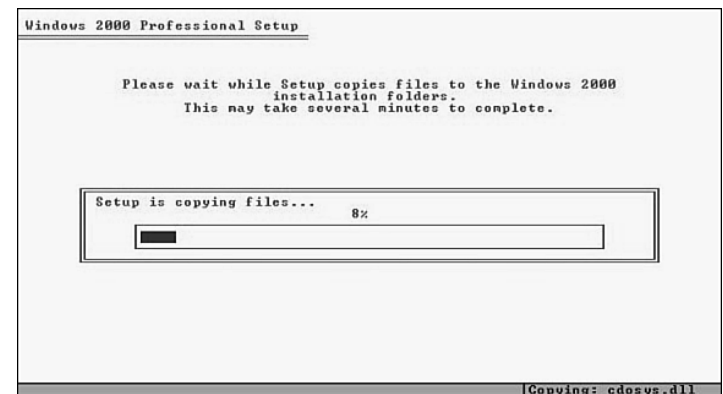 Windows 2000 Professional Setup
Please wait while Setup copies files to the Windows 2000
installation folders.
This may take several minutes to complete.
Setup is copying files...
8%
Copying: cdosys.dll